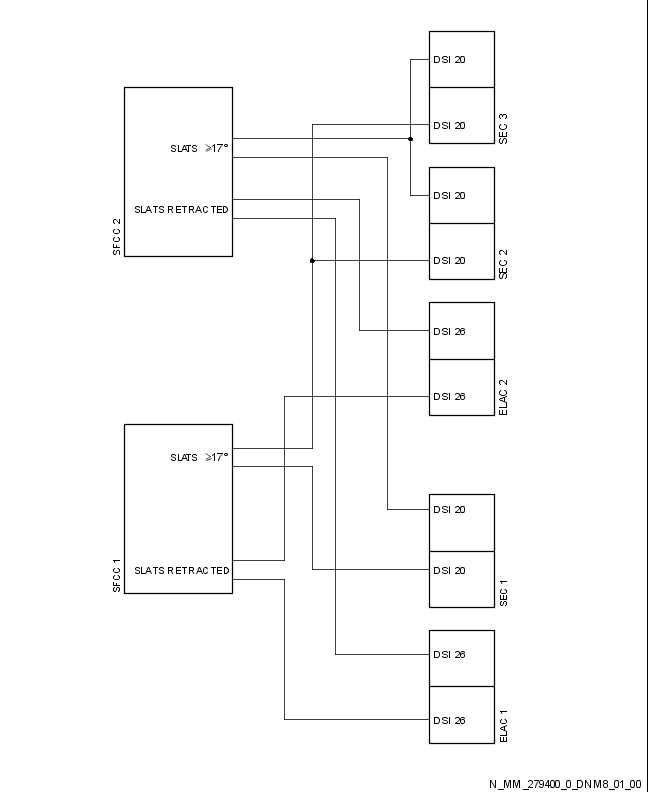 DSI 20
DSI 20
SEC 3
SLATS ⩾17°
SLATS RETRACTED
SFCC 2
DSI 20
DSI 20
SEC 2
DSI 26
DSI 26
ELAC 2
SLATS ⩾17°
SLATS RETRACTED
SFCC 1
DSI 20
DSI 20
SEC 1
DSI 26
DSI 26
ELAC 1
N_MM_279400_0_DNM8_01_00